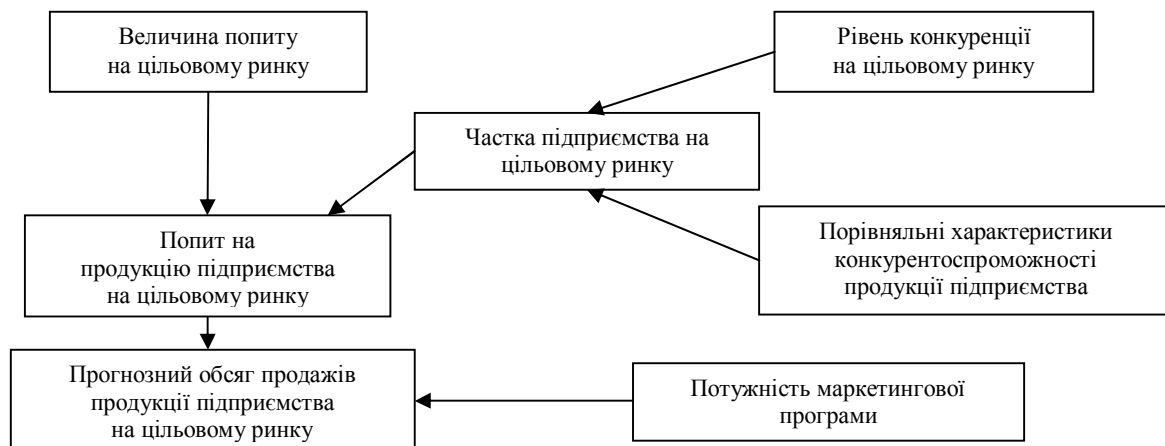 Величина попиту
на цільовому ринку
Рівень конкуренції
на цільовому ринку
Частка підприємства на
цільовому ринку
Попит на
продукцію підприємства
на цільовому ринку
Порівняльні характеристики
конкурентоспроможності
продукції підприємства
Прогнозний обсяг продажів
продукції підприємства
на цільовому ринку
Потужність маркетингової
програми